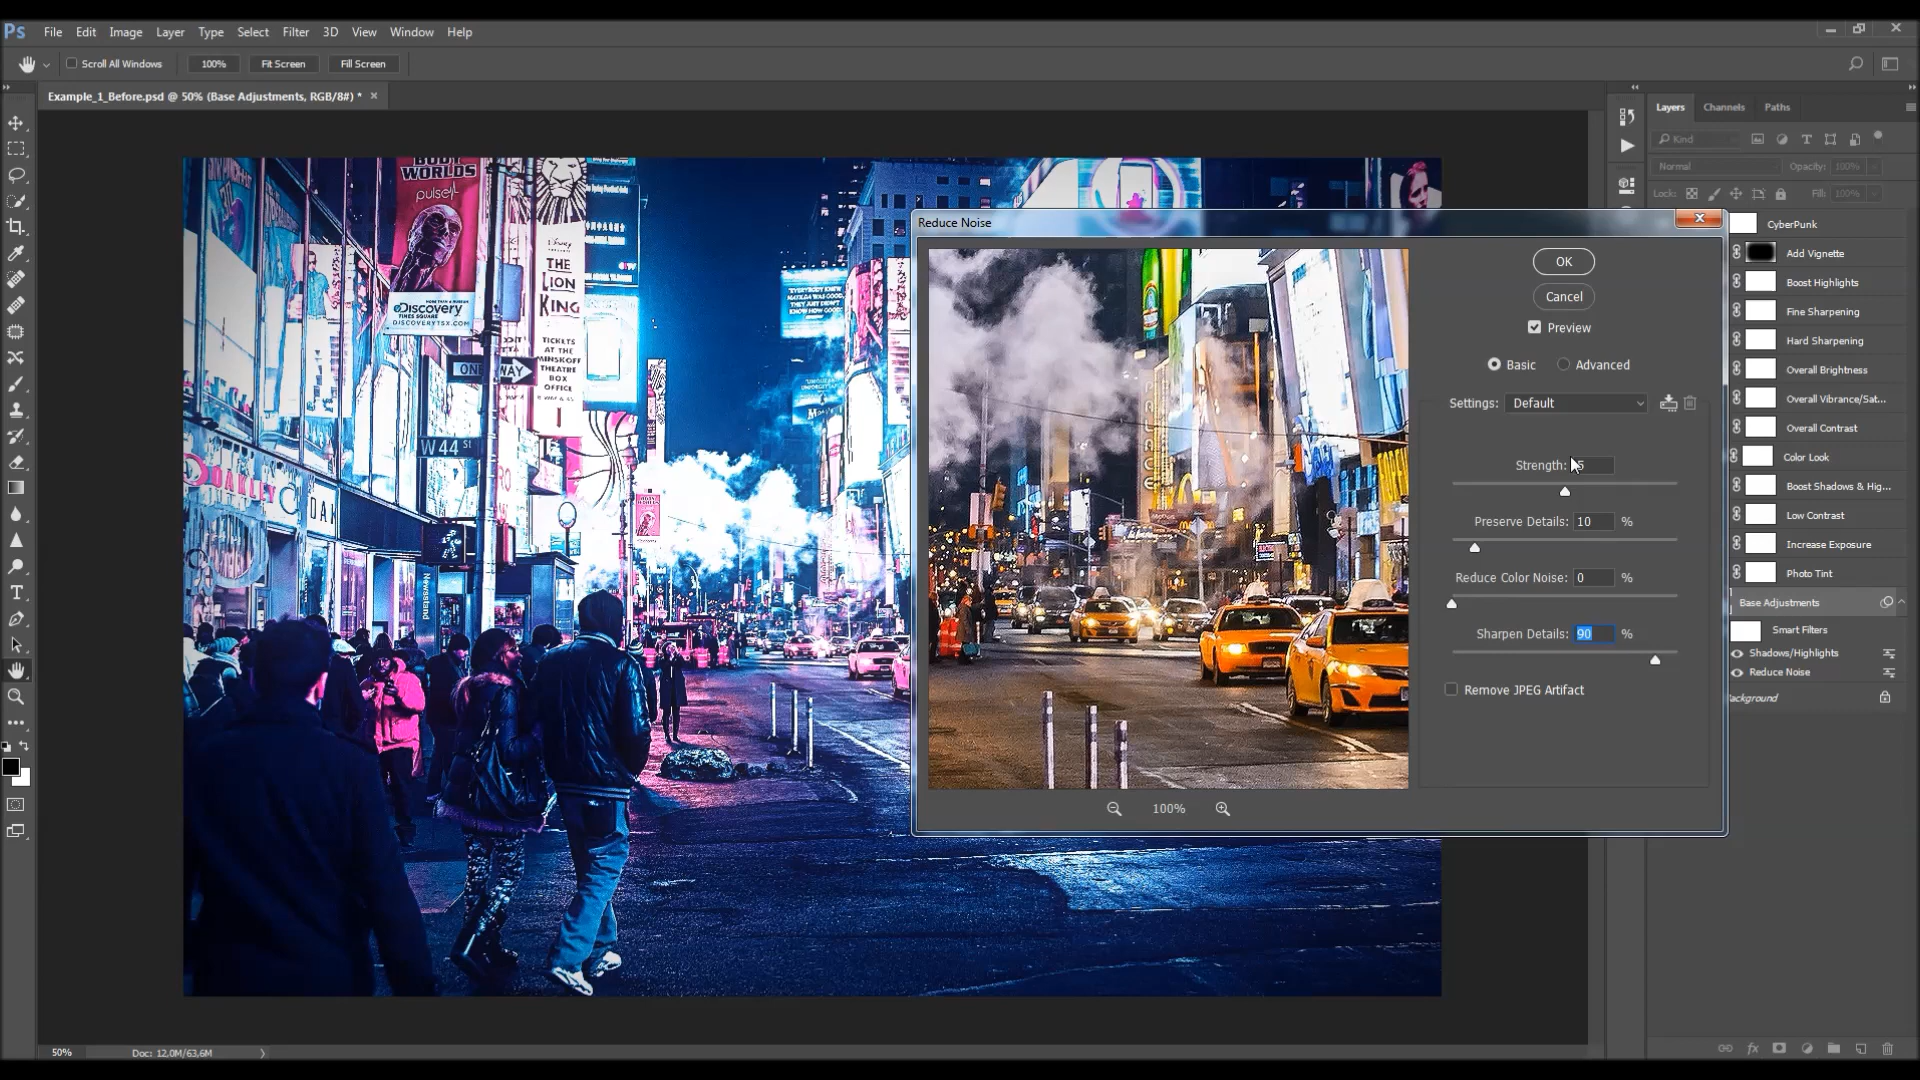 Ps File Edit Image Layer Type Select Filter 3D View Window Help
Scroll All Windows 100% Fit Screen Fill Screen
Example_1_Before.psd @ 50% (Base Adjustments, RGB/8#) *
Layers Channels Paths
Kind
Normal Opacity: 100%
Lock: Fill: 100%
CyberPunk
Add Vignette
Boost Highlights
Fine Sharpening
Hard Sharpening
Overall Brightness
Overall Vibrance/Sat...
Overall Contrast
Color Look
Boost Shadows & Hig...
Low Contrast
Increase Exposure
Photo Tint
Base Adjustments
Smart Filters
Shadows/Highlights
Reduce Noise
Reduce Noise
OK
Cancel
Preview
Basic Advanced
Settings: Default
Strength:
Preserve Details: 10 %
Reduce Color Noise: 0 %
Sharpen Details: 90 %
Remove JPEG Artifact
100%
BODY
WORLDS
pulse
Discovery
TIMES SQUARE
DISCOVERYTSX.COM
Disney
THE
LION
KING
TICKETS
AT THE
MINSKOFF
THEATRE
BOX
OFFICE
ONE WAY
W 44 ST
OAKLEY
OAK
Newsstand
50% Doc: 12,0M/63,6M